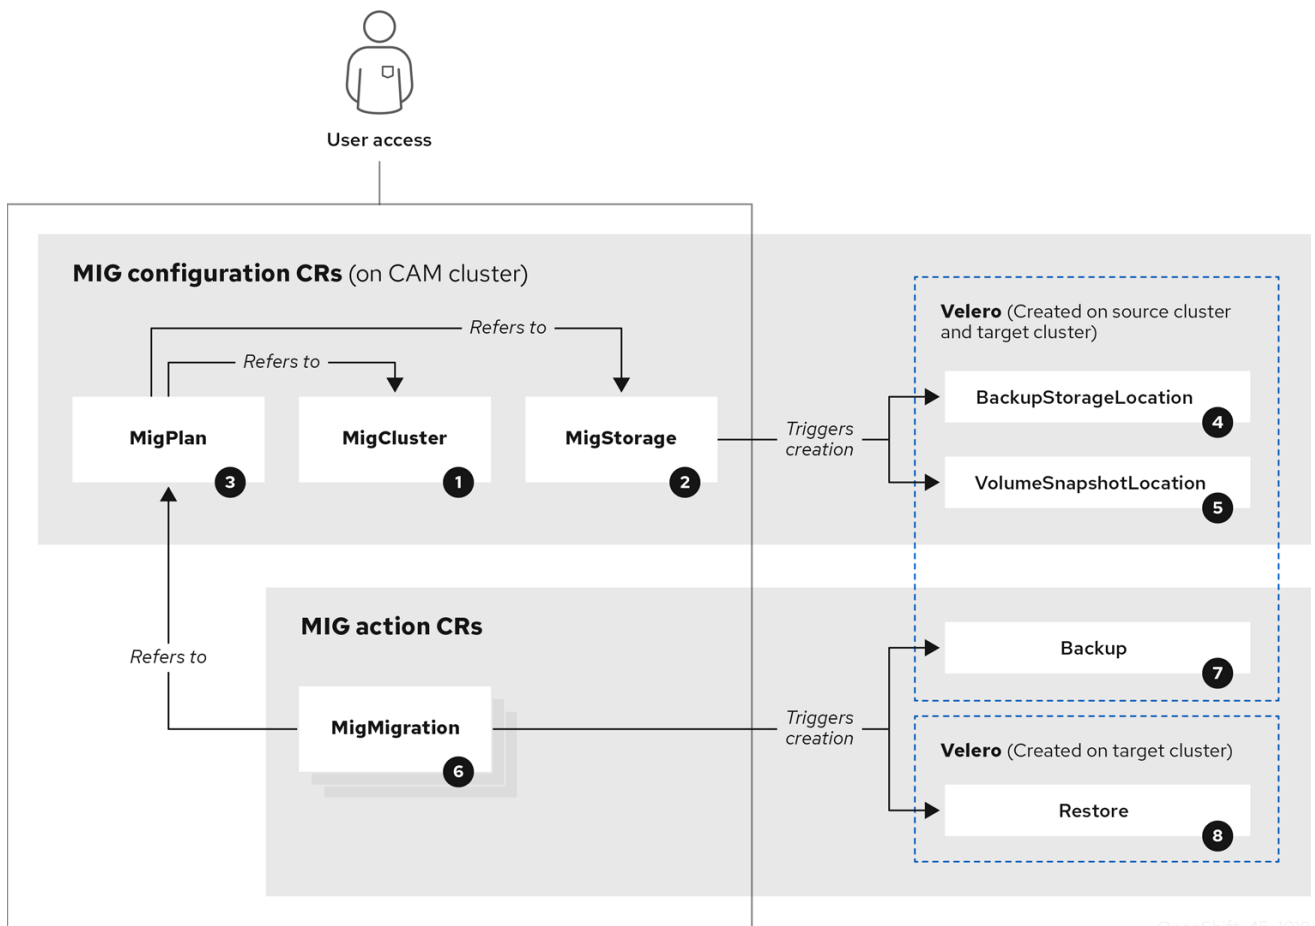 User access
MIG configuration CRs (on CAM cluster)
Refers to
Refers to
MigPlan
3
MigCluster
1
MigStorage
2
Triggers
creation
Velero (Created on source cluster
and target cluster)
BackupStorageLocation
4
VolumeSnapshotLocation
5
Refers to
MIG action CRs
MigMigration
6
Triggers
creation
Backup
7
Velero (Created on target cluster)
Restore
8